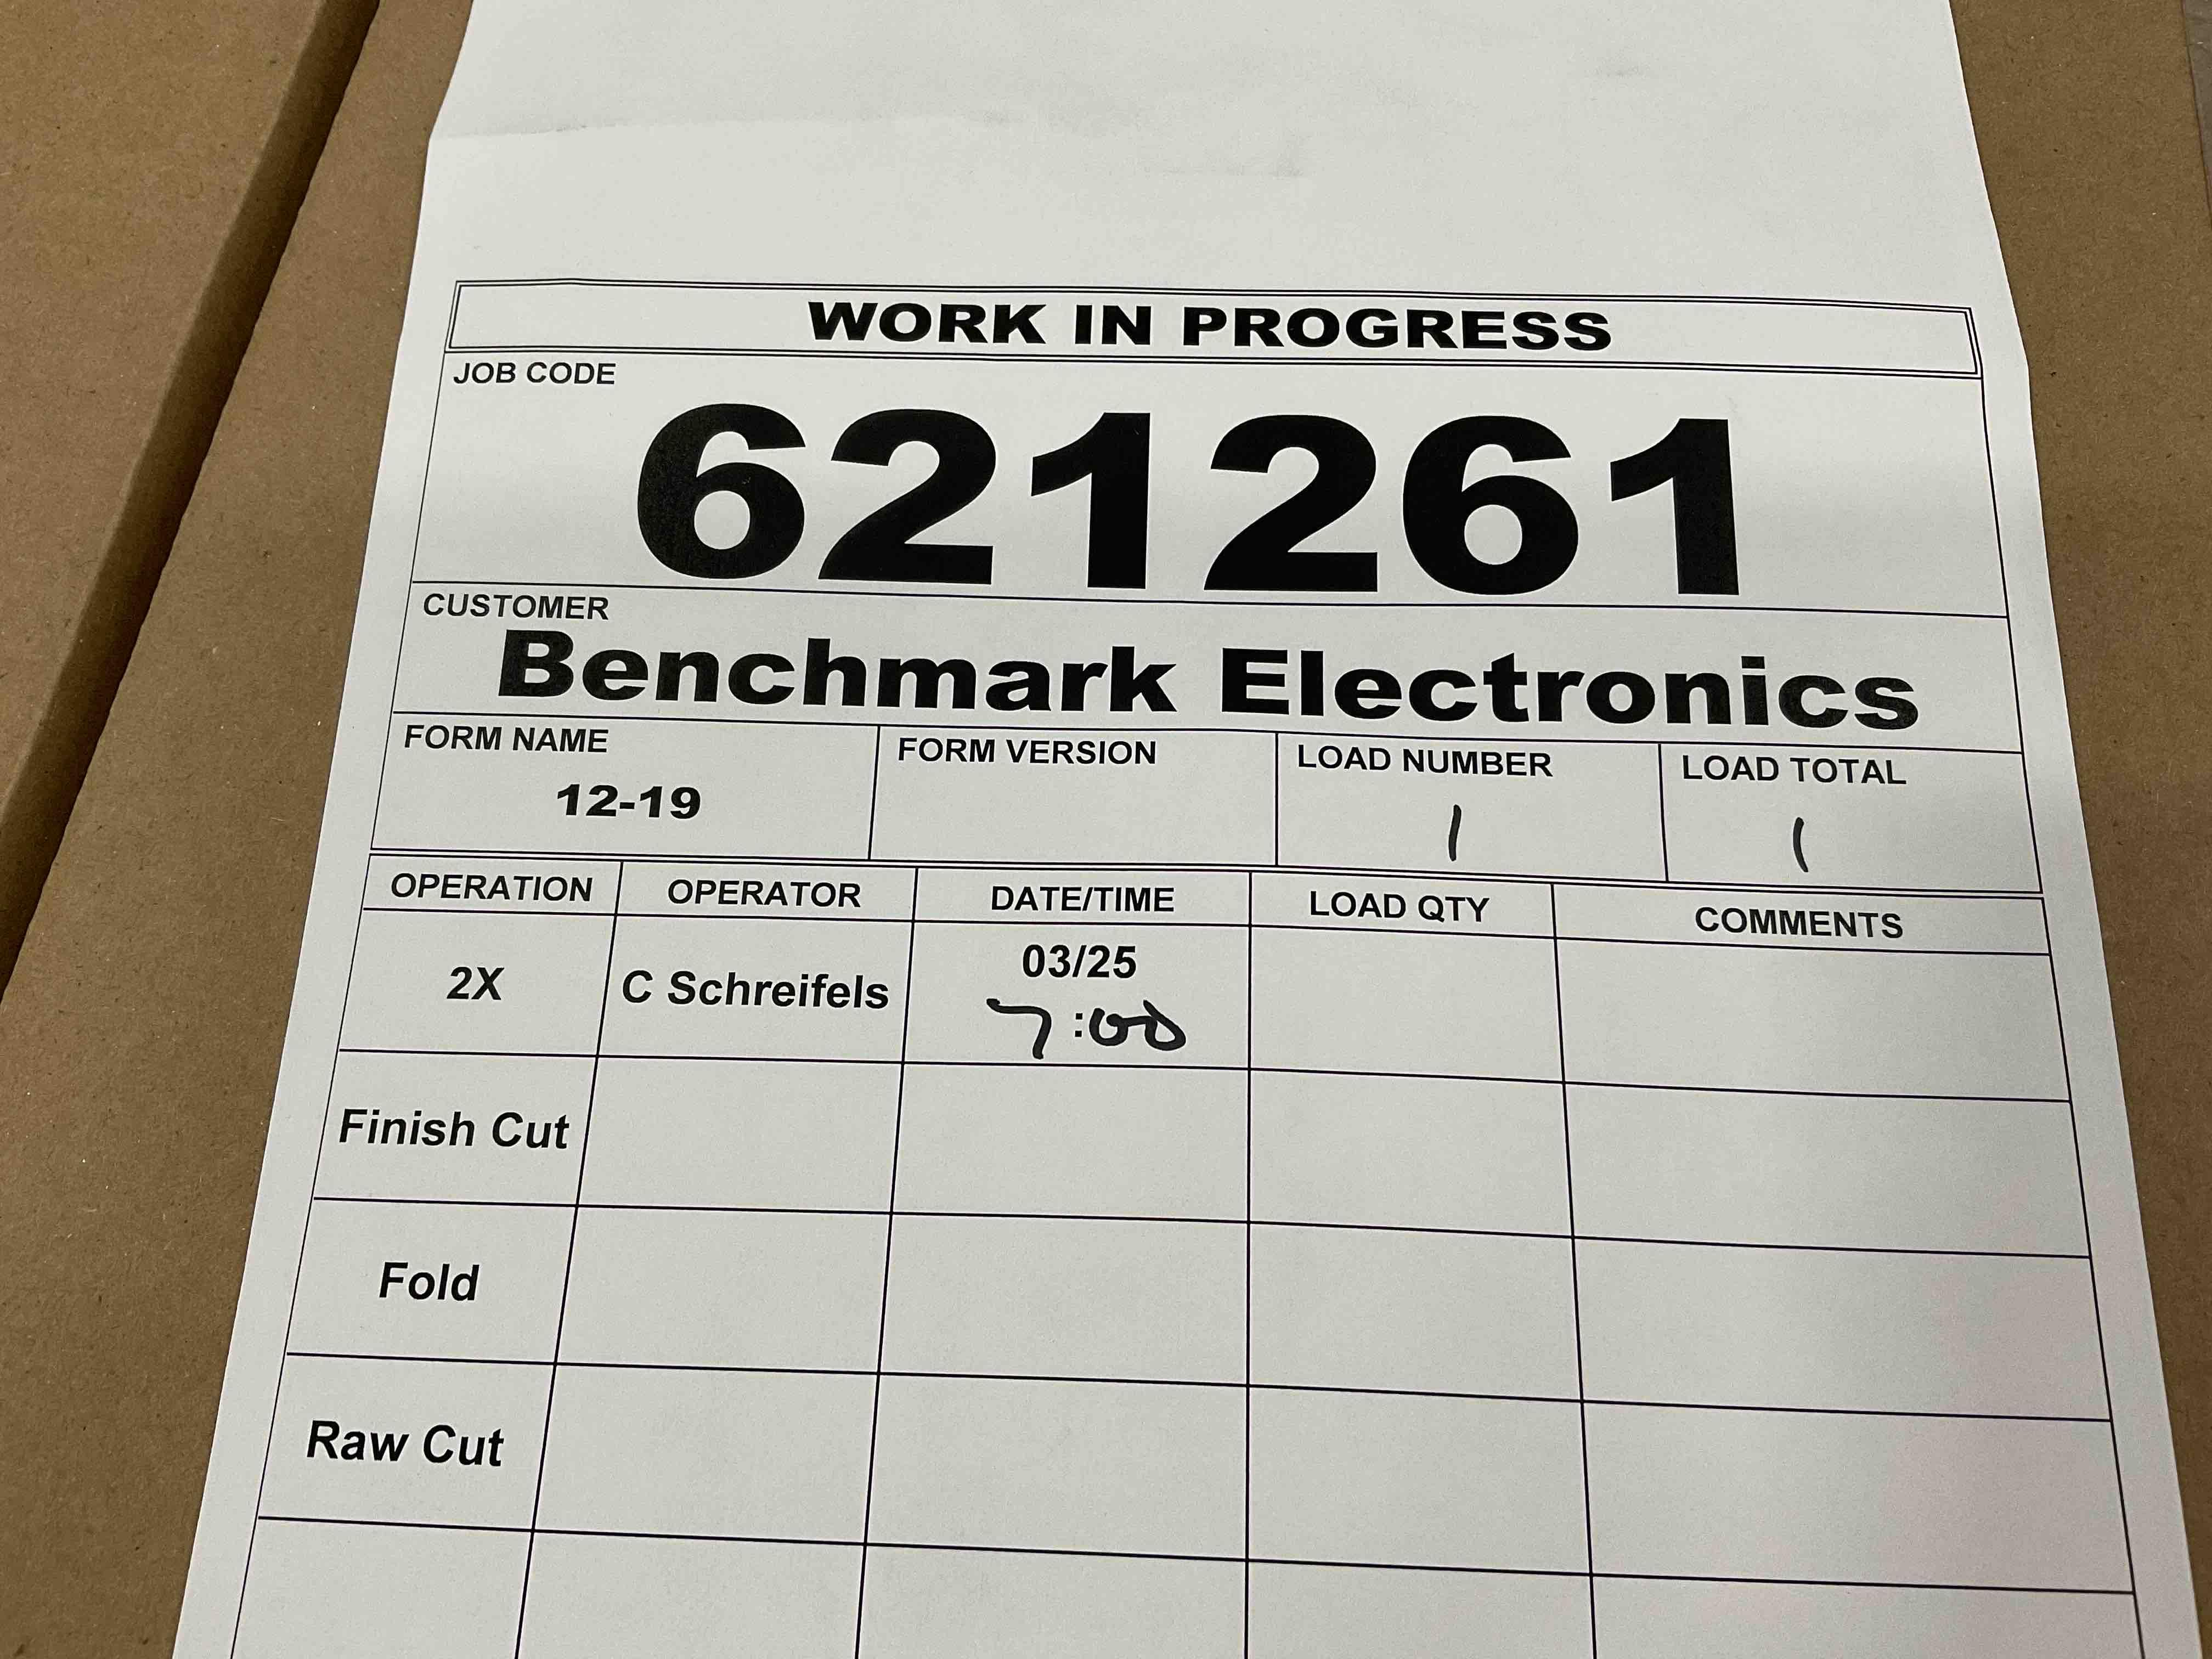 WORK IN PROGRESS
JOB CODE
621261
CUSTOMER
Benchmark Electronics
FORM NAME FORM VERSION LOAD NUMBER LOAD TOTAL
12-19 1 1
OPERATION OPERATOR DATE/TIME LOAD QTY COMMENTS
2X C Schreifels 03/25
7:00
Finish Cut
Fold
Raw Cut